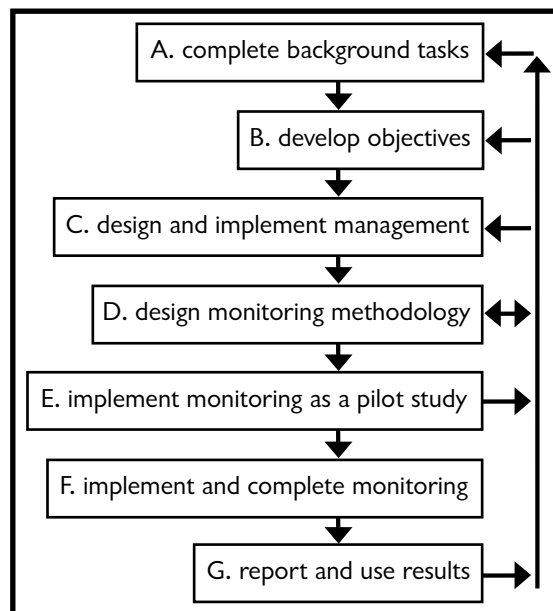 A. complete background tasks
B. develop objectives
C. design and implement management
D. design monitoring methodology
E. implement monitoring as a pilot study
F. implement and complete monitoring
G. report and use results